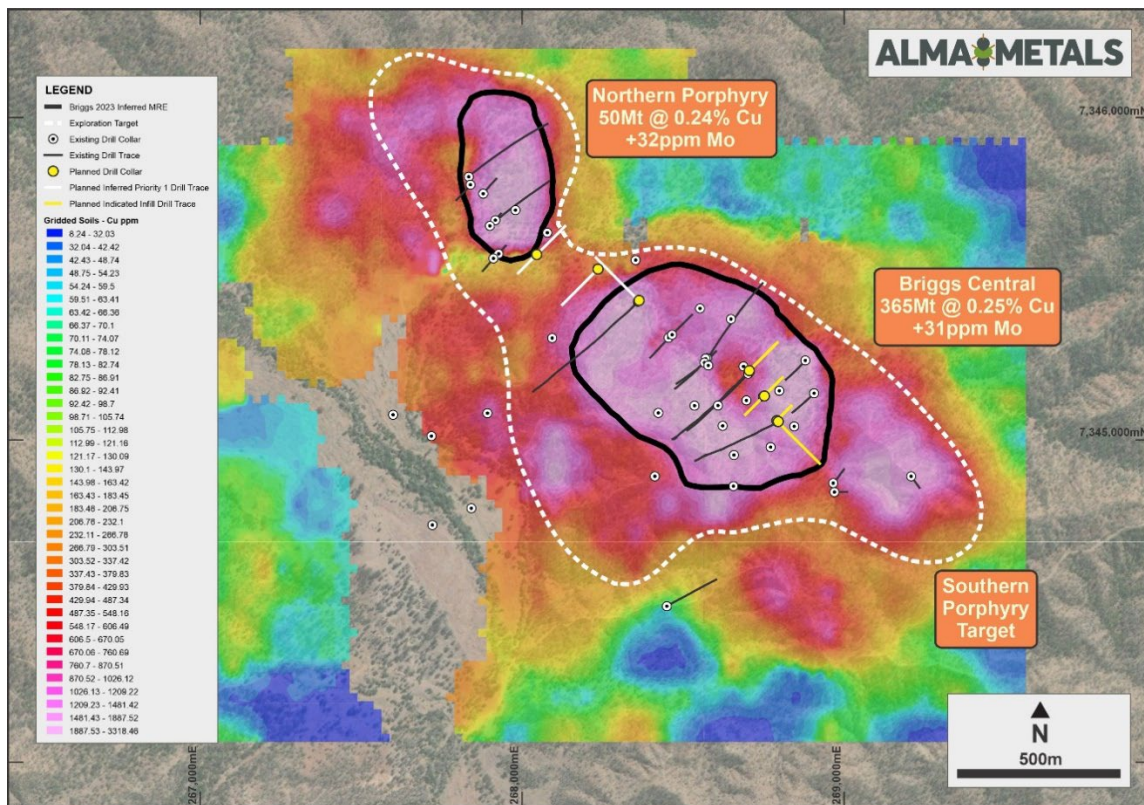 ALMA METALS
LEGEND
Briggs 2023 Inferred MRE
Exploration Target
Existing Drill Collar
Existing Drill Trace
Planned Drill Collar
Planned Inferred Priority 1 Drill Trace
Planned Indicated Infill Drill Trace
Gridded Soils - Cu ppm
8.24 - 32.03
32.04 - 42.42
42.43 - 48.74
48.75 - 54.23
54.24 - 59.5
59.51 - 63.41
63.42 - 66.36
66.37 - 70.1
70.11 - 74.07
74.08 - 78.12
78.13 - 82.74
82.75 - 86.91
86.92 - 92.41
92.42 - 98.7
98.71 - 105.74
105.75 - 112.98
112.99 - 121.16
121.17 - 130.09
130.1 - 143.97
143.98 - 163.42
163.43 - 183.45
183.46 - 206.75
206.76 - 232.1
232.11 - 266.78
266.79 - 303.51
303.52 - 337.42
337.43 - 379.83
379.84 - 429.93
429.94 - 487.34
487.35 - 548.16
548.17 - 606.49
606.5 - 670.05
670.06 - 760.69
760.7 - 870.51
870.52 - 1026.12
1026.13 - 1209.22
1209.23 - 1481.42
1481.43 - 1887.52
1887.53 - 3318.46
Northern Porphyry
50Mt @ 0.24% Cu
+32ppm Mo
7,346,000mN
Briggs Central
365Mt @ 0.25% Cu
+31ppm Mo
7,345,000mN
Southern
Porphyry
Target
N
500m
267,000mE
268,000mE
269,000mE